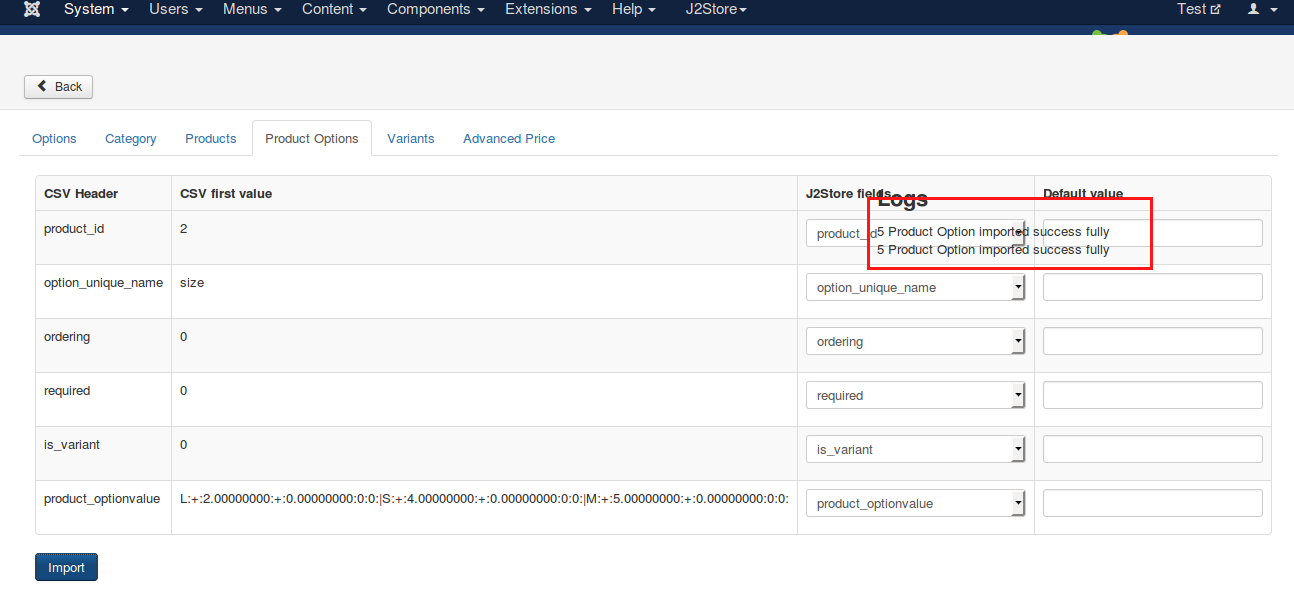 System Users Menus Content Components Extensions Help J2Store Test
Back
Options Category Products Product Options Variants Advanced Price
CSV Header CSV first value J2Store fields Default value
Logs
product_id 2 product_id
5 Product Option imported success fully
5 Product Option imported success fully
option_unique_name size option_unique_name
ordering 0 ordering
required 0 required
is_variant 0 is_variant
product_optionvalue L:+:2.00000000:+:0.00000000:0:0:|S:+:4.00000000:+:0.00000000:0:0:|M:+:5.00000000:+:0.00000000:0:0: product_optionvalue
Import